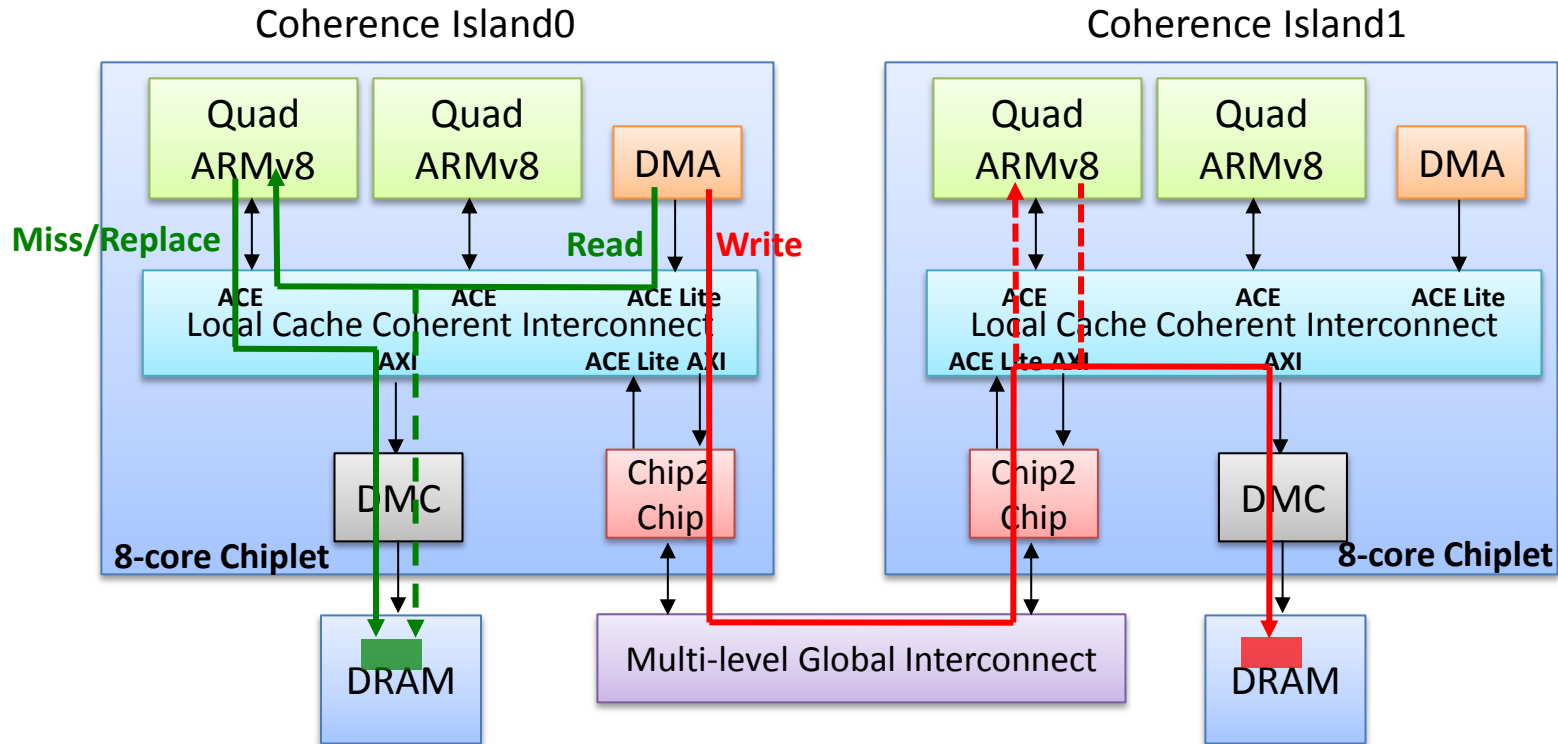 Coherence Island0
Coherence Island1
Quad
ARMv8
Quad
ARMv8
DMA
Quad
ARMv8
Quad
ARMv8
DMA
Miss/Replace
Read
Write
ACE
ACE
ACE Lite
Local Cache Coherent Interconnect
AXI
ACE Lite AXI
ACE
ACE
ACE Lite
Local Cache Coherent Interconnect
ACE Lite AXI
AXI
DMC
Chip2
Chip
8-core Chiplet
Chip2
Chip
DMC
8-core Chiplet
DRAM
Multi-level Global Interconnect
DRAM